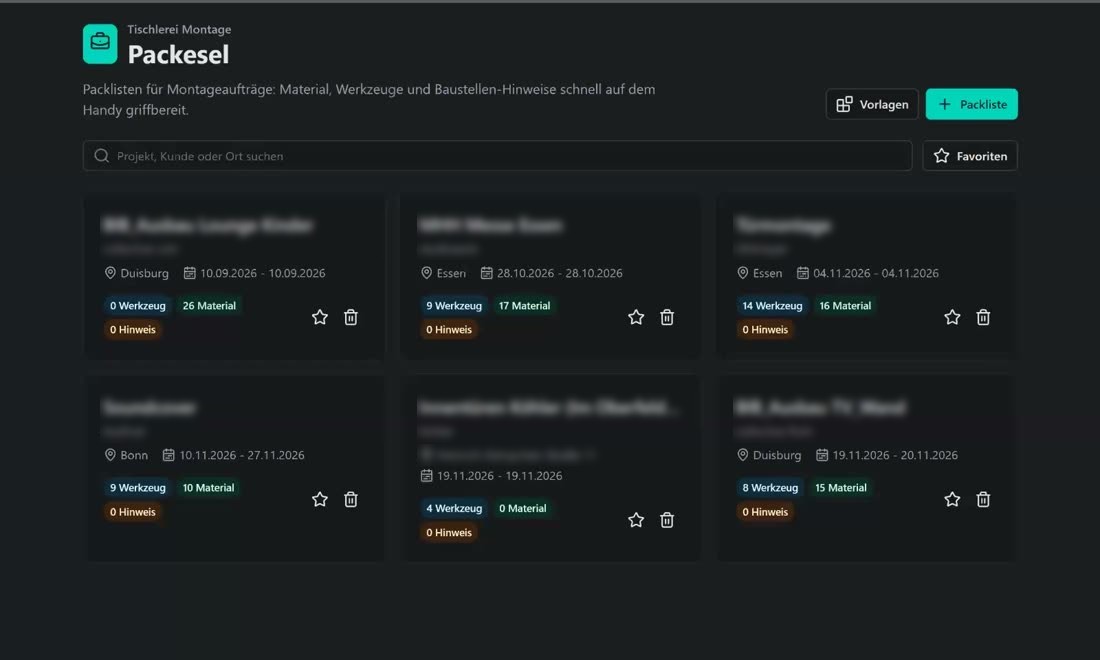 Tischlerei Montage
Packesel
Packlisten für Montageaufträge: Material, Werkzeuge und Baustellen-Hinweise schnell auf dem
Handy griffbereit.
Vorlagen
+ Packliste
Projekt, Kunde oder Ort suchen
Favoriten
Duisburg 10.09.2026 - 10.09.2026
0 Werkzeug 26 Material
0 Hinweis
Essen 28.10.2026 - 28.10.2026
9 Werkzeug 17 Material
0 Hinweis
Essen 04.11.2026 - 04.11.2026
14 Werkzeug 16 Material
0 Hinweis
Bonn 10.11.2026 - 27.11.2026
9 Werkzeug 10 Material
0 Hinweis
19.11.2026 - 19.11.2026
4 Werkzeug 0 Material
0 Hinweis
Duisburg 19.11.2026 - 20.11.2026
8 Werkzeug 15 Material
0 Hinweis